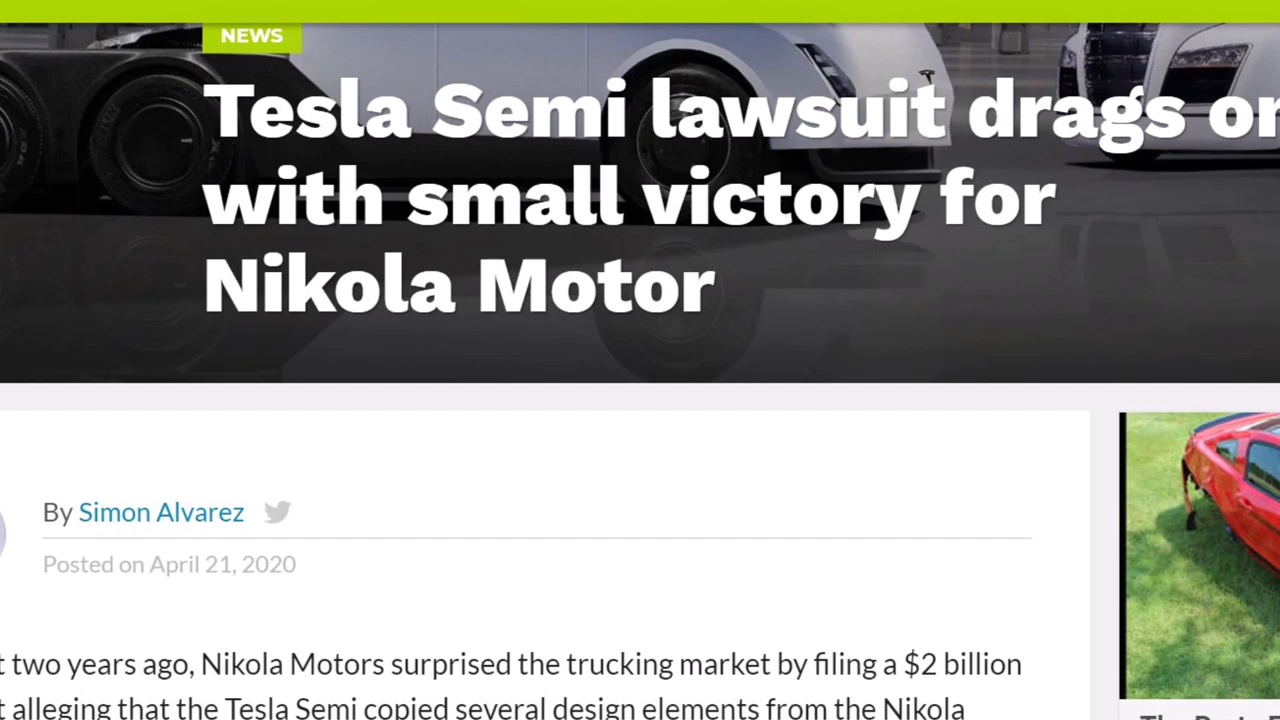 NEWS
Tesla Semi lawsuit drags on
with small victory for
Nikola Motor
By Simon Alvarez
Posted on April 21, 2020
two years ago, Nikola Motors surprised the trucking market by filing a $2 billion
alleging that the Tesla Semi copied several design elements from the Nikola